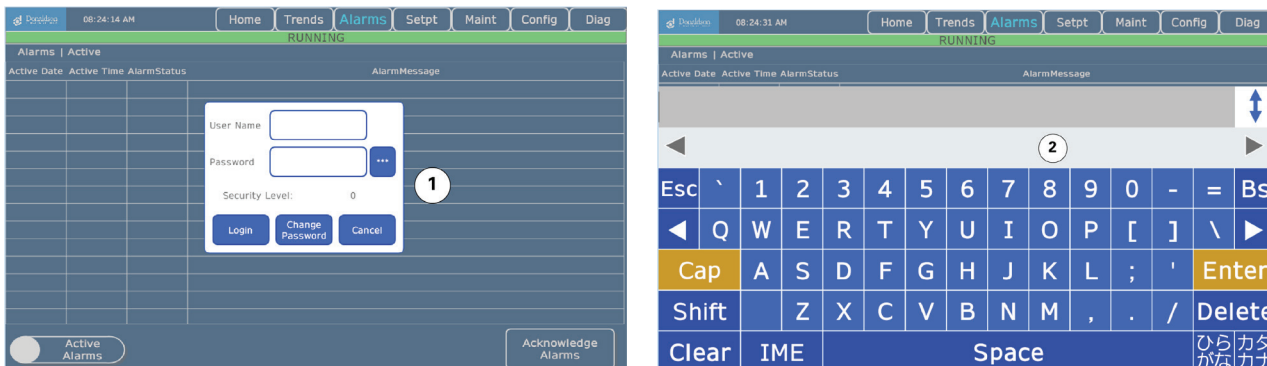 Donaldson 08:24:14 AM Home Trends Alarms Setpt Maint Config Diag
RUNNING
Alarms | Active
Active Date Active Time AlarmStatus AlarmMessage
User Name
Password ...
1
Security Level: 0
Login Change Password Cancel
Active Alarms
Acknowledge Alarms
Donaldson 08:24:31 AM Home Trends Alarms Setpt Maint Config Diag
RUNNING
Alarms | Active
Active Date Active Time AlarmStatus AlarmMessage
2
Esc ` 1 2 3 4 5 6 7 8 9 0 - = Bs
Q W E R T Y U I O P [ ] \
Cap A S D F G H J K L ; ' Enter
Shift Z X C V B N M , . / Delete
Clear IME Space ひらがな カタカナ